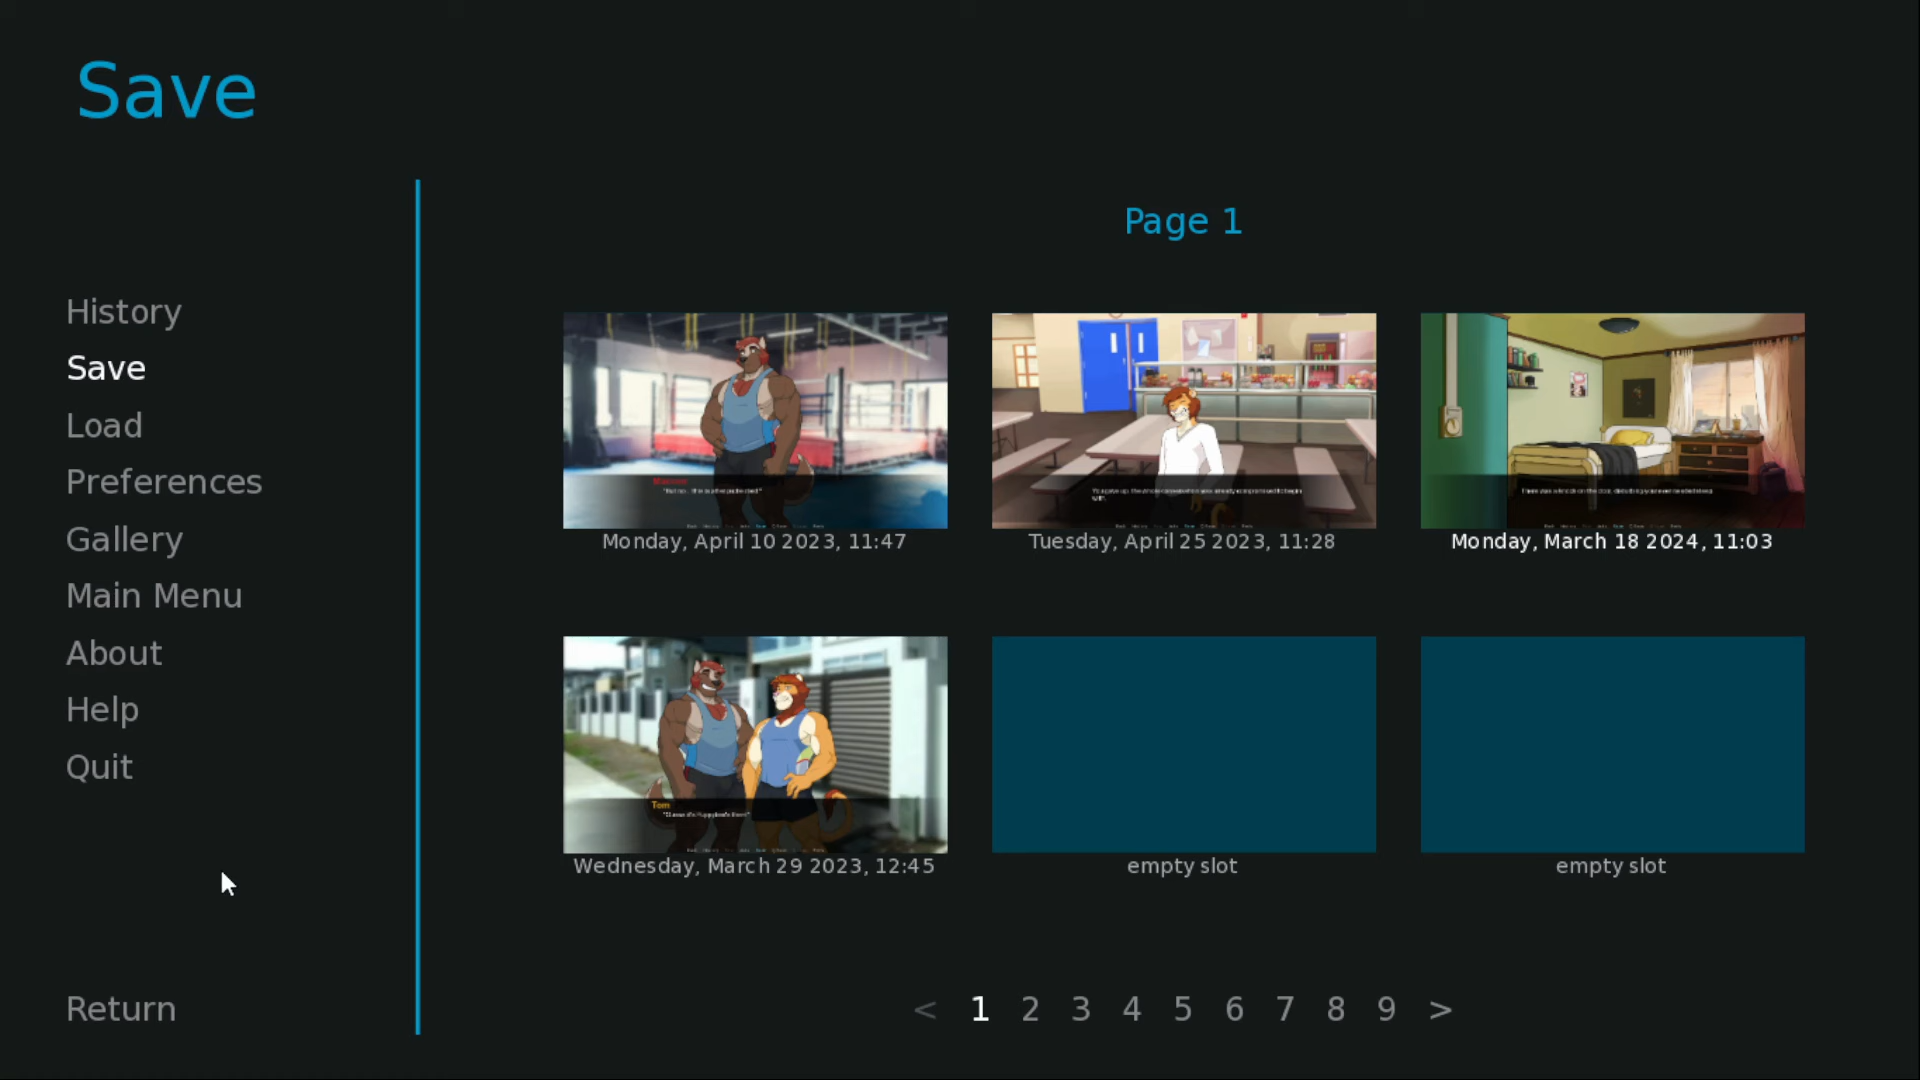 Save
Page 1
History
Save
Load
Preferences
Gallery
Main Menu
About
Help
Quit
Return
Monday, April 10 2023, 11:47
Tuesday, April 25 2023, 11:28
Monday, March 18 2024, 11:03
Tom
Wednesday, March 29 2023, 12:45
empty slot
empty slot
< 1 2 3 4 5 6 7 8 9 >